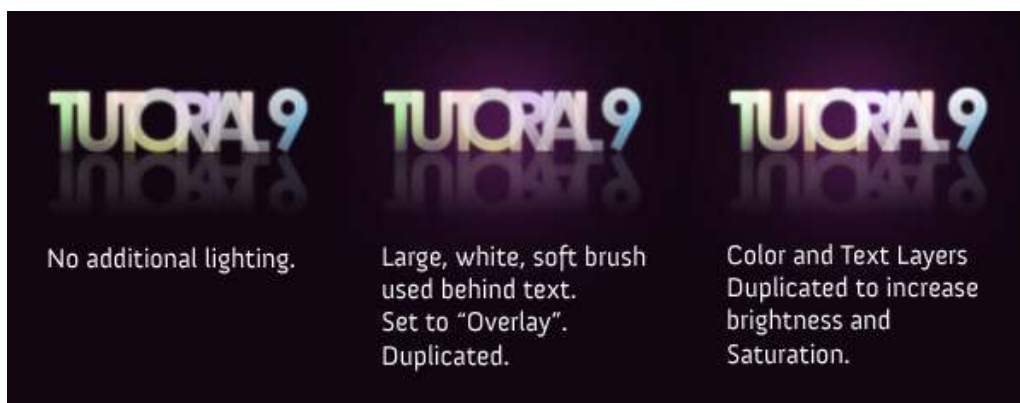 TUTORIAL9
No additional lighting.
TUTORIAL9
Large, white, soft brush
used behind text.
Set to “Overlay”.
Duplicated.
TUTORIAL9
Color and Text Layers
Duplicated to increase
brightness and
Saturation.